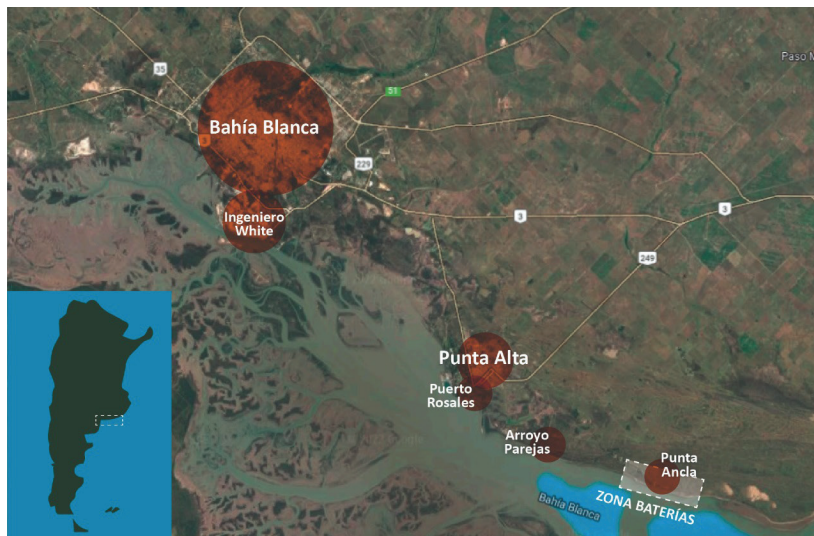 Paso M
35
51
Bahía Blanca
3
229
Ingeniero
White
3
3
249
Punta Alta
Puerto
Rosales
Arroyo
Parejas
Punta
Ancla
Bahía Blanca
ZONA BATERÍAS